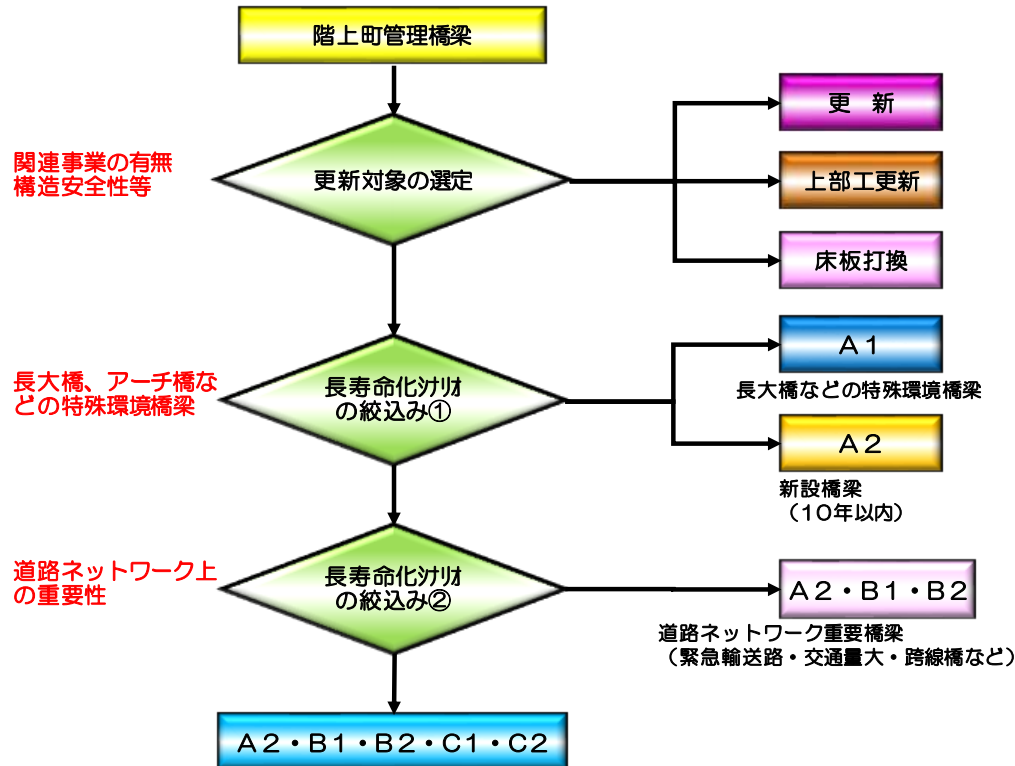 階上町管理橋梁
関連事業の有無
構造安全性等
更新対象の選定
更 新
上部工更新
床板打換
長大橋、アーチ橋な
どの特殊環境橋梁
長寿命化ｼﾅﾘｵ
の絞込み①
A1
長大橋などの特殊環境橋梁
A2
新設橋梁
（10年以内）
道路ネットワーク上
の重要性
長寿命化ｼﾅﾘｵ
の絞込み②
A2・B1・B2
道路ネットワーク重要橋梁
（緊急輸送路・交通量大・跨線橋など）
A2・B1・B2・C1・C2